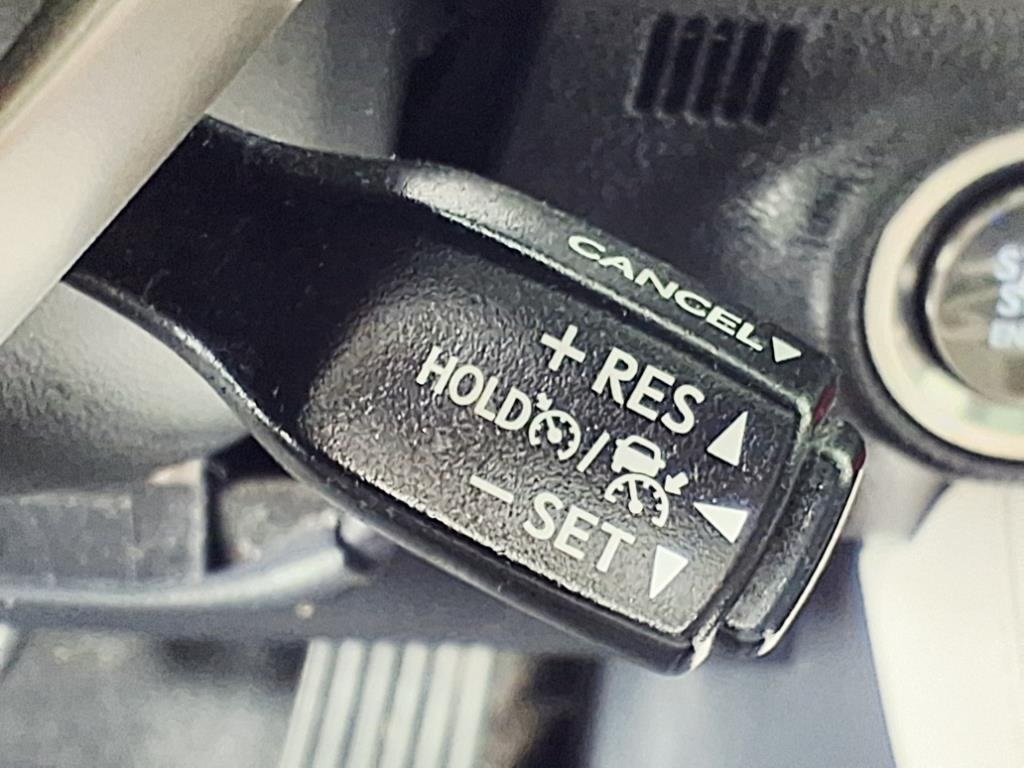 CANCEL
+ RES
HOLD /
− SET